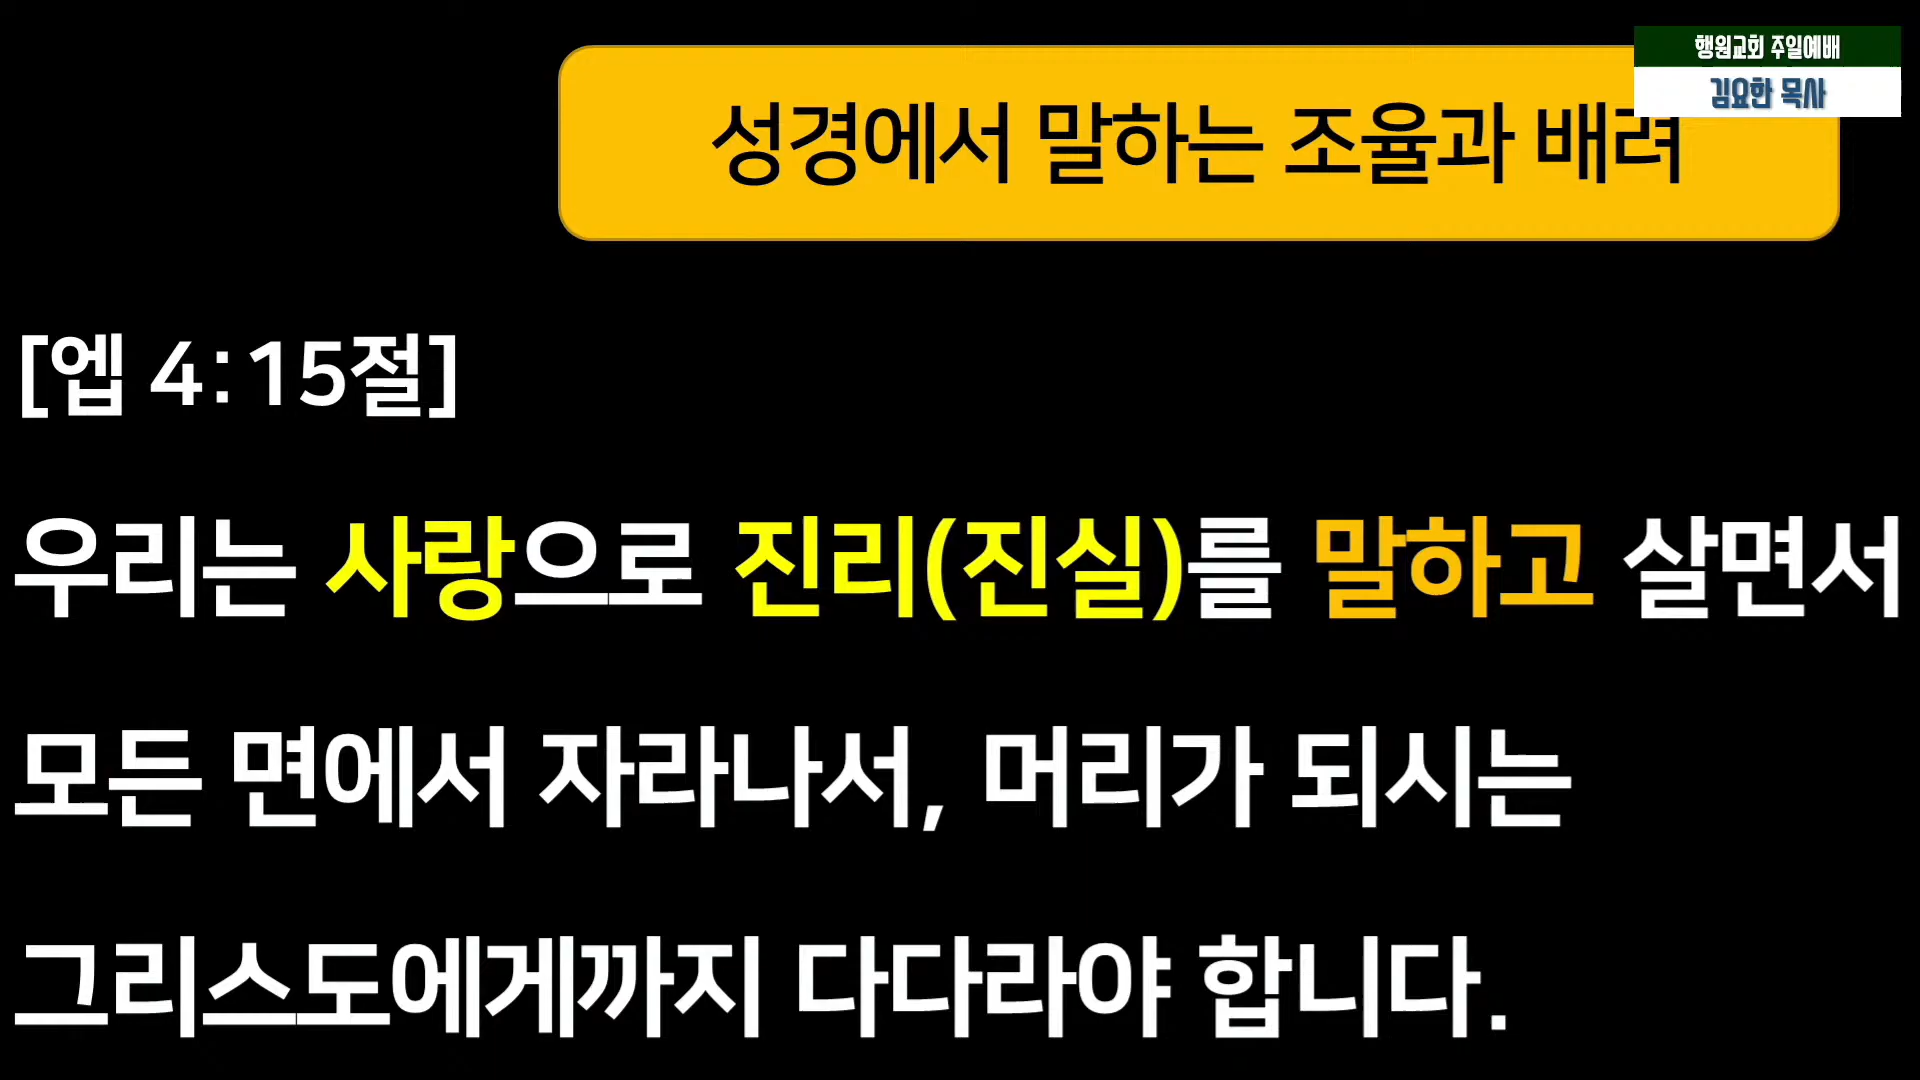 행원교회 주일예배
김요한 목사
성경에서 말하는 조율과 배려
[엡 4:15절]
우리는 사랑으로 진리(진실)를 말하고 살면서
모든 면에서 자라나서, 머리가 되시는
그리스도에게까지 다다라야 합니다.